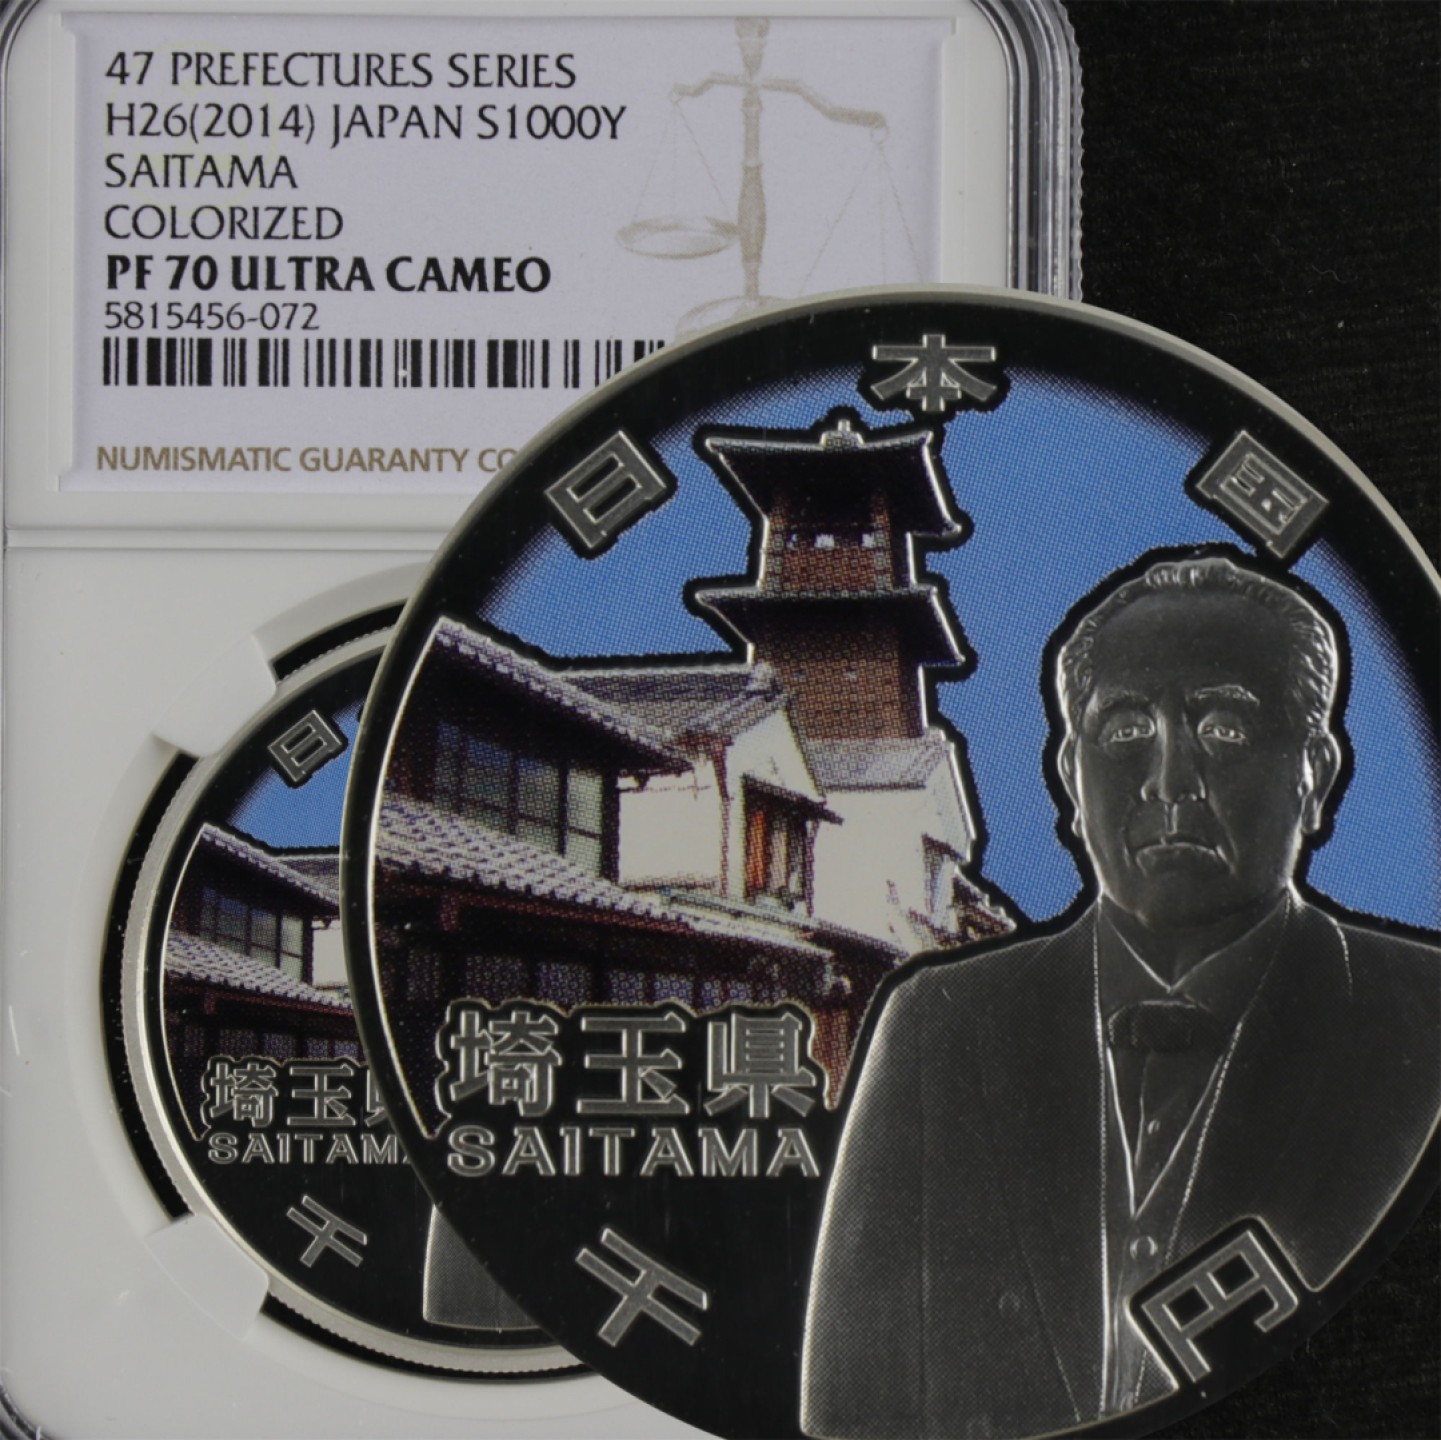 47 PREFECTURES SERIES
H26(2014) JAPAN S1000Y
SAITAMA
COLORIZED
PF 70 ULTRA CAMEO
5815456-072
NUMISMATIC GUARANTY CO
日本国
埼玉県
SAITAMA
千円
日
埼玉県
SAITAM
千